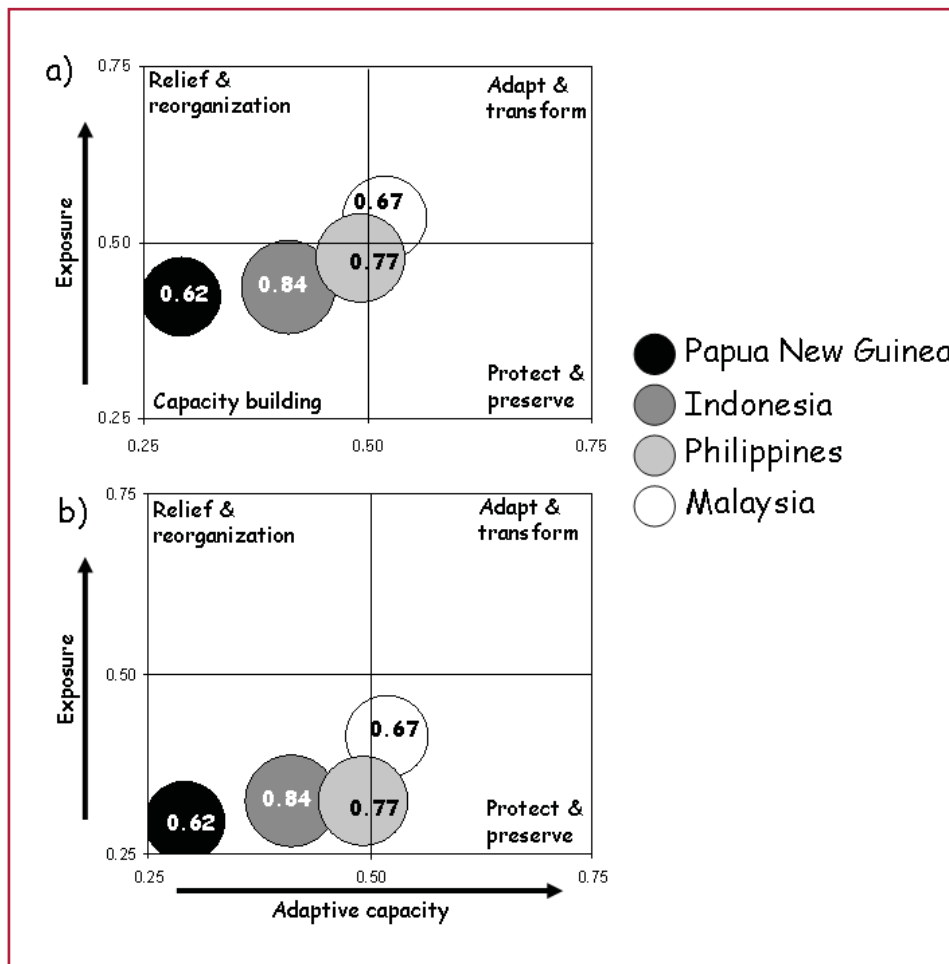 a)
0.75
Relief &
reorganization
Adapt &
transform
0.67
Exposure
0.50
0.77
0.84
0.62
Capacity building
Protect &
preserve
0.25
0.25
0.50
0.75
Papua New Guinea
Indonesia
Philippines
Malaysia
b)
0.75
Relief &
reorganization
Adapt &
transform
Exposure
0.50
0.67
0.84
0.77
0.62
Protect &
preserve
0.25
0.25
0.50
0.75
Adaptive capacity